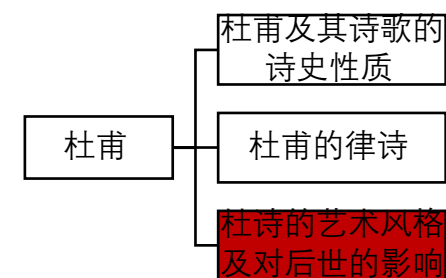 杜甫及其诗歌的
诗史性质
杜甫
杜甫的律诗
杜诗的艺术风格
及对后世的影响